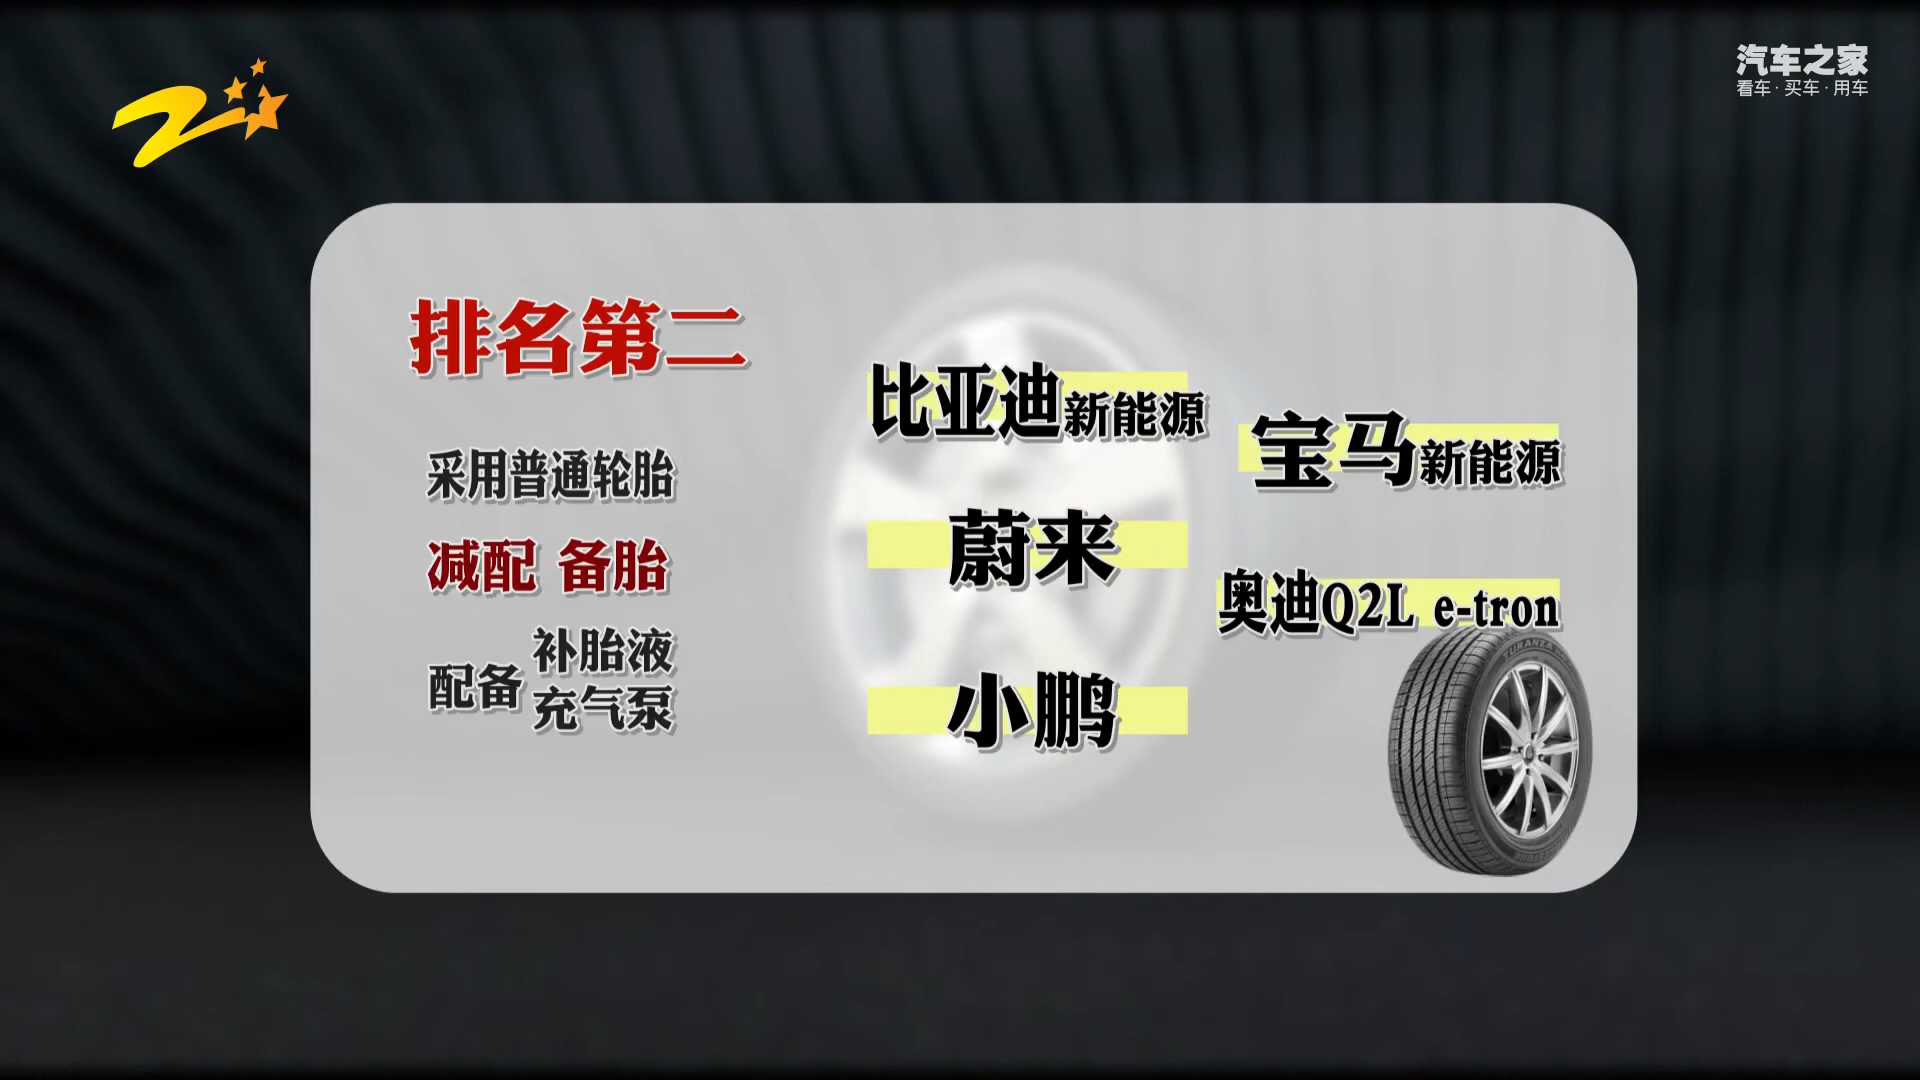 汽车之家
看车·买车·用车
排名第二
采用普通轮胎
减配 备胎
配备
补胎液
充气泵
比亚迪新能源
蔚来
小鹏
宝马新能源
奥迪Q2L e-tron
TURANZA